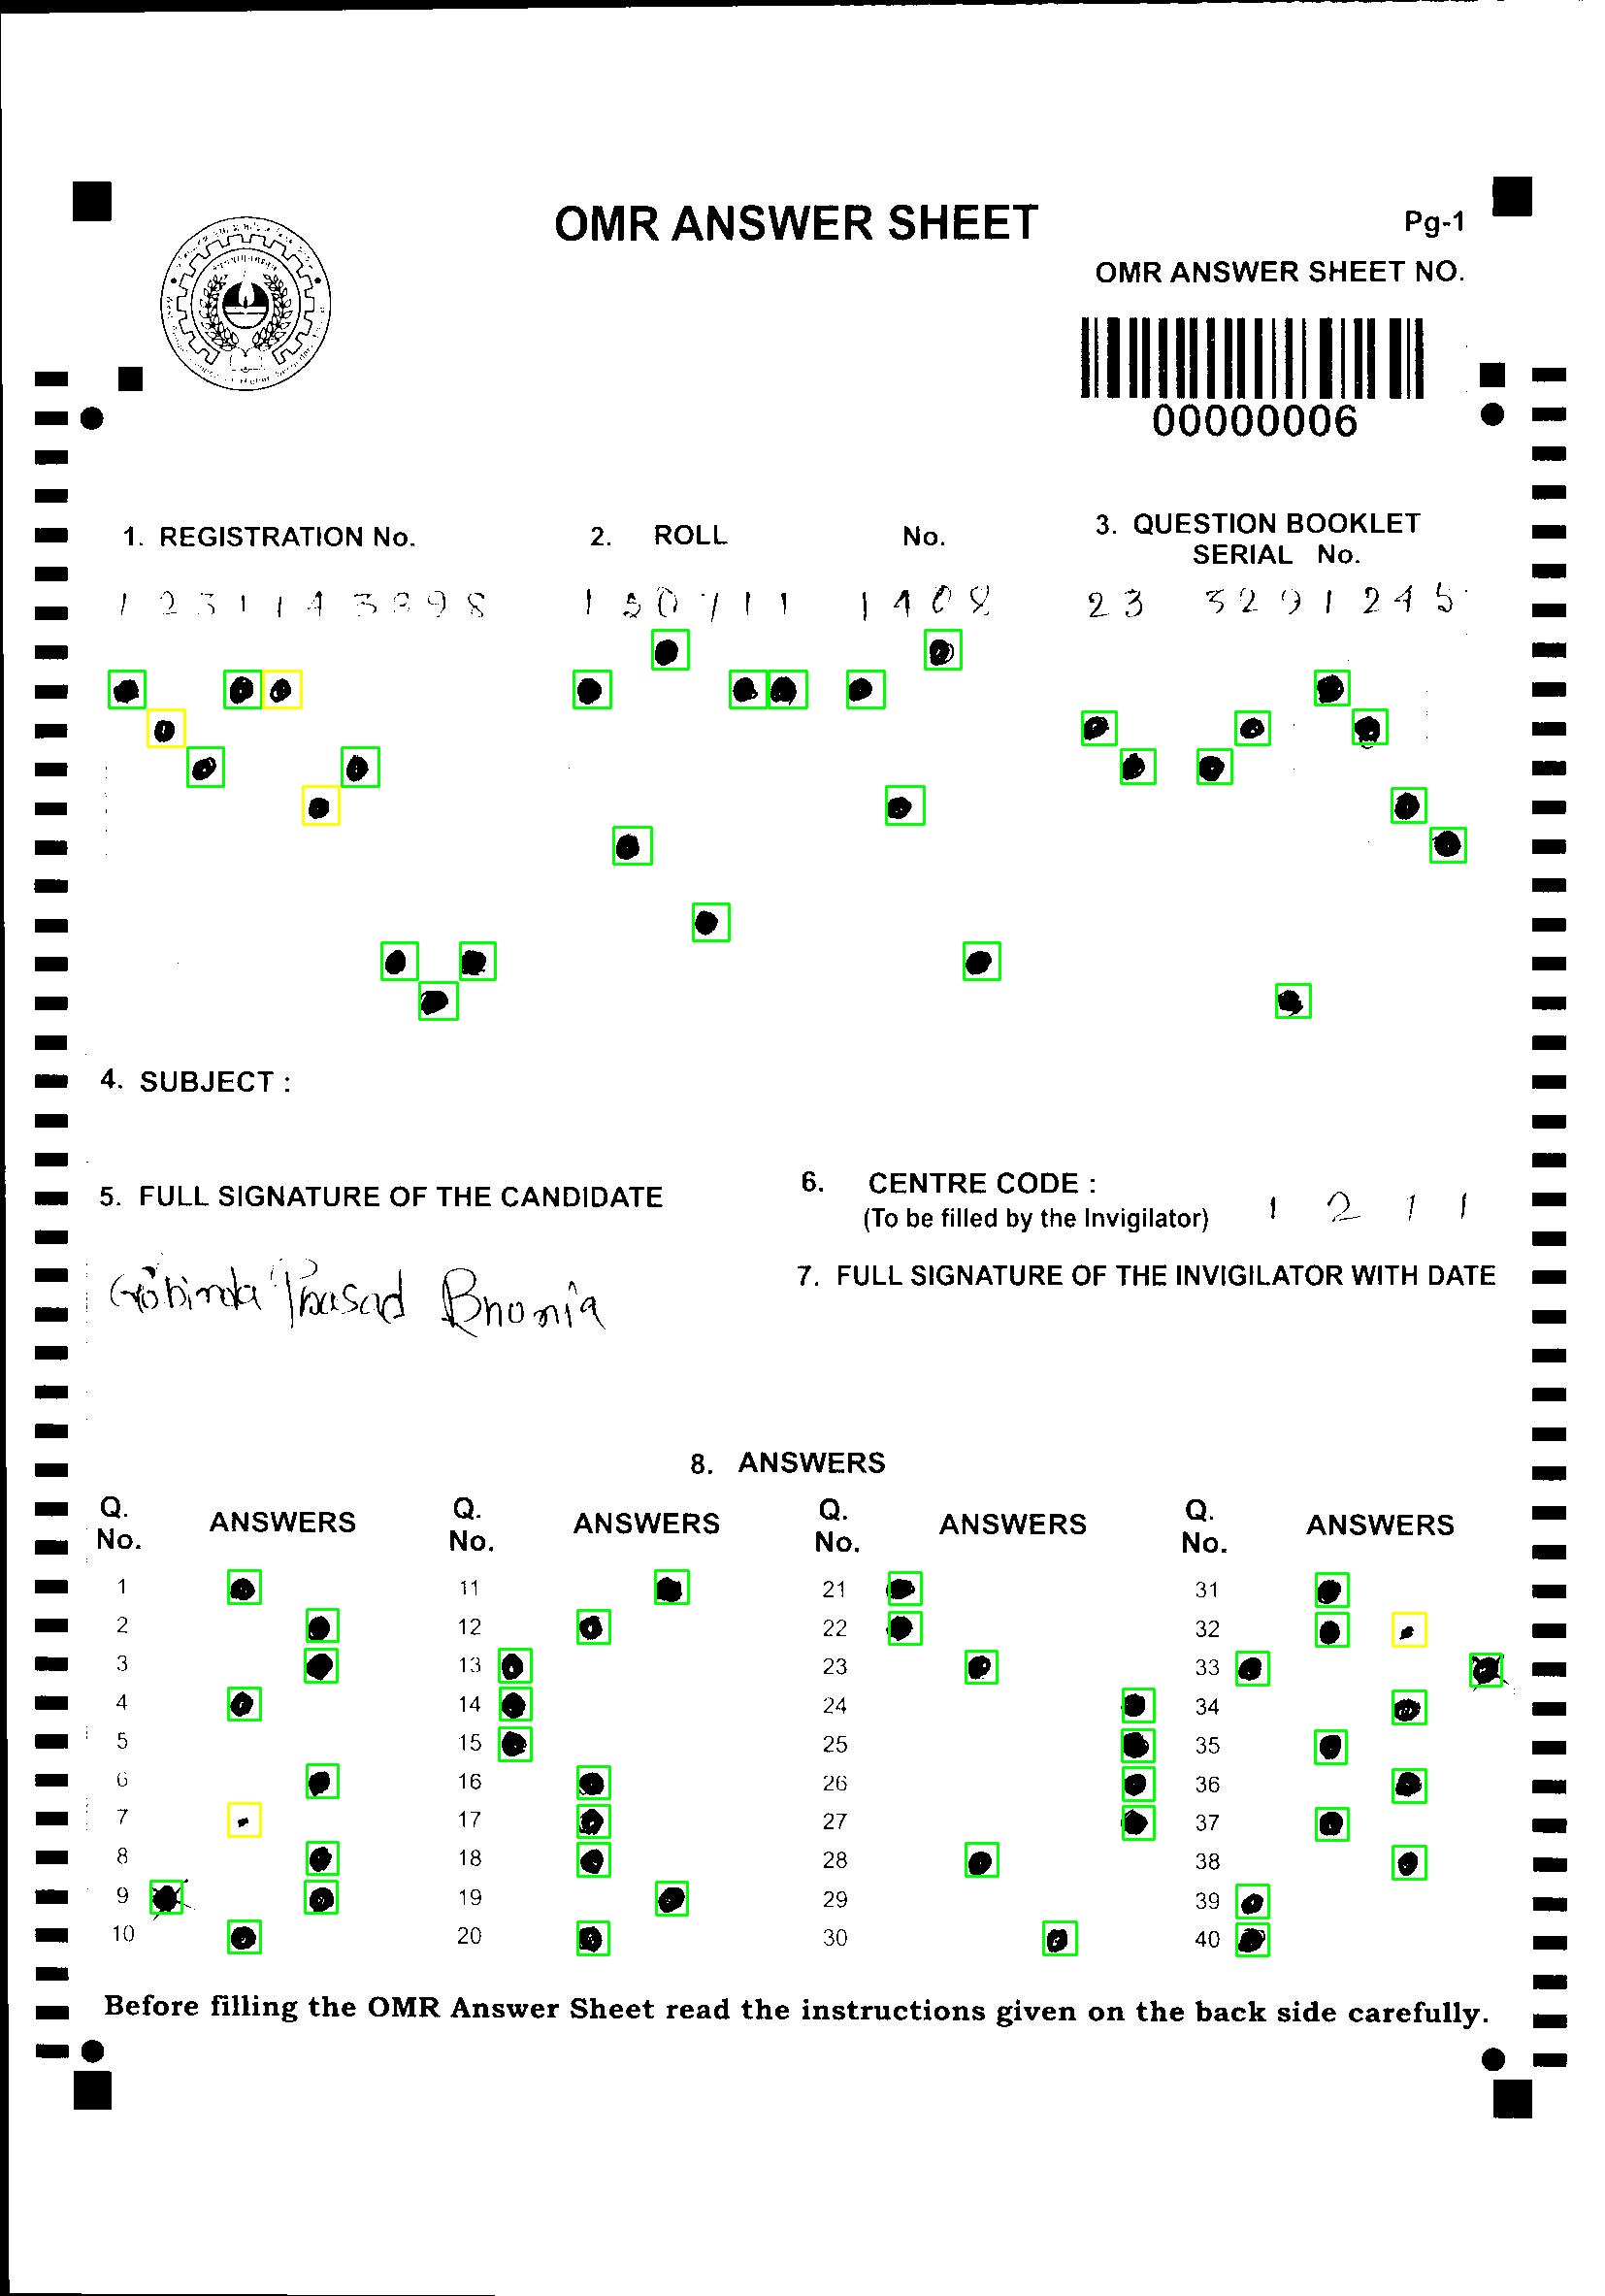 OMR ANSWER SHEET
Pg-1
OMR ANSWER SHEET NO.
00000006
1. REGISTRATION No.
2. ROLL No.
3. QUESTION BOOKLET
SERIAL No.
1 2 3 1 1 4 3 8 9 8
1 5 0 7 1 1 1 4 0 8
2 3 3 2 9 1 2 4 5
4. SUBJECT :
5. FULL SIGNATURE OF THE CANDIDATE
6. CENTRE CODE :
(To be filled by the Invigilator) 1 2 1 1
7. FULL SIGNATURE OF THE INVIGILATOR WITH DATE
Gobinda Prasad Bhunia
8. ANSWERS
Q. No. ANSWERS Q. No. ANSWERS Q. No. ANSWERS Q. No. ANSWERS
1 11 21 31
2 12 22 32
3 13 23 33
4 14 24 34
5 15 25 35
6 16 26 36
7 17 27 37
8 18 28 38
9 19 29 39
10 20 30 40
Before filling the OMR Answer Sheet read the instructions given on the back side carefully.